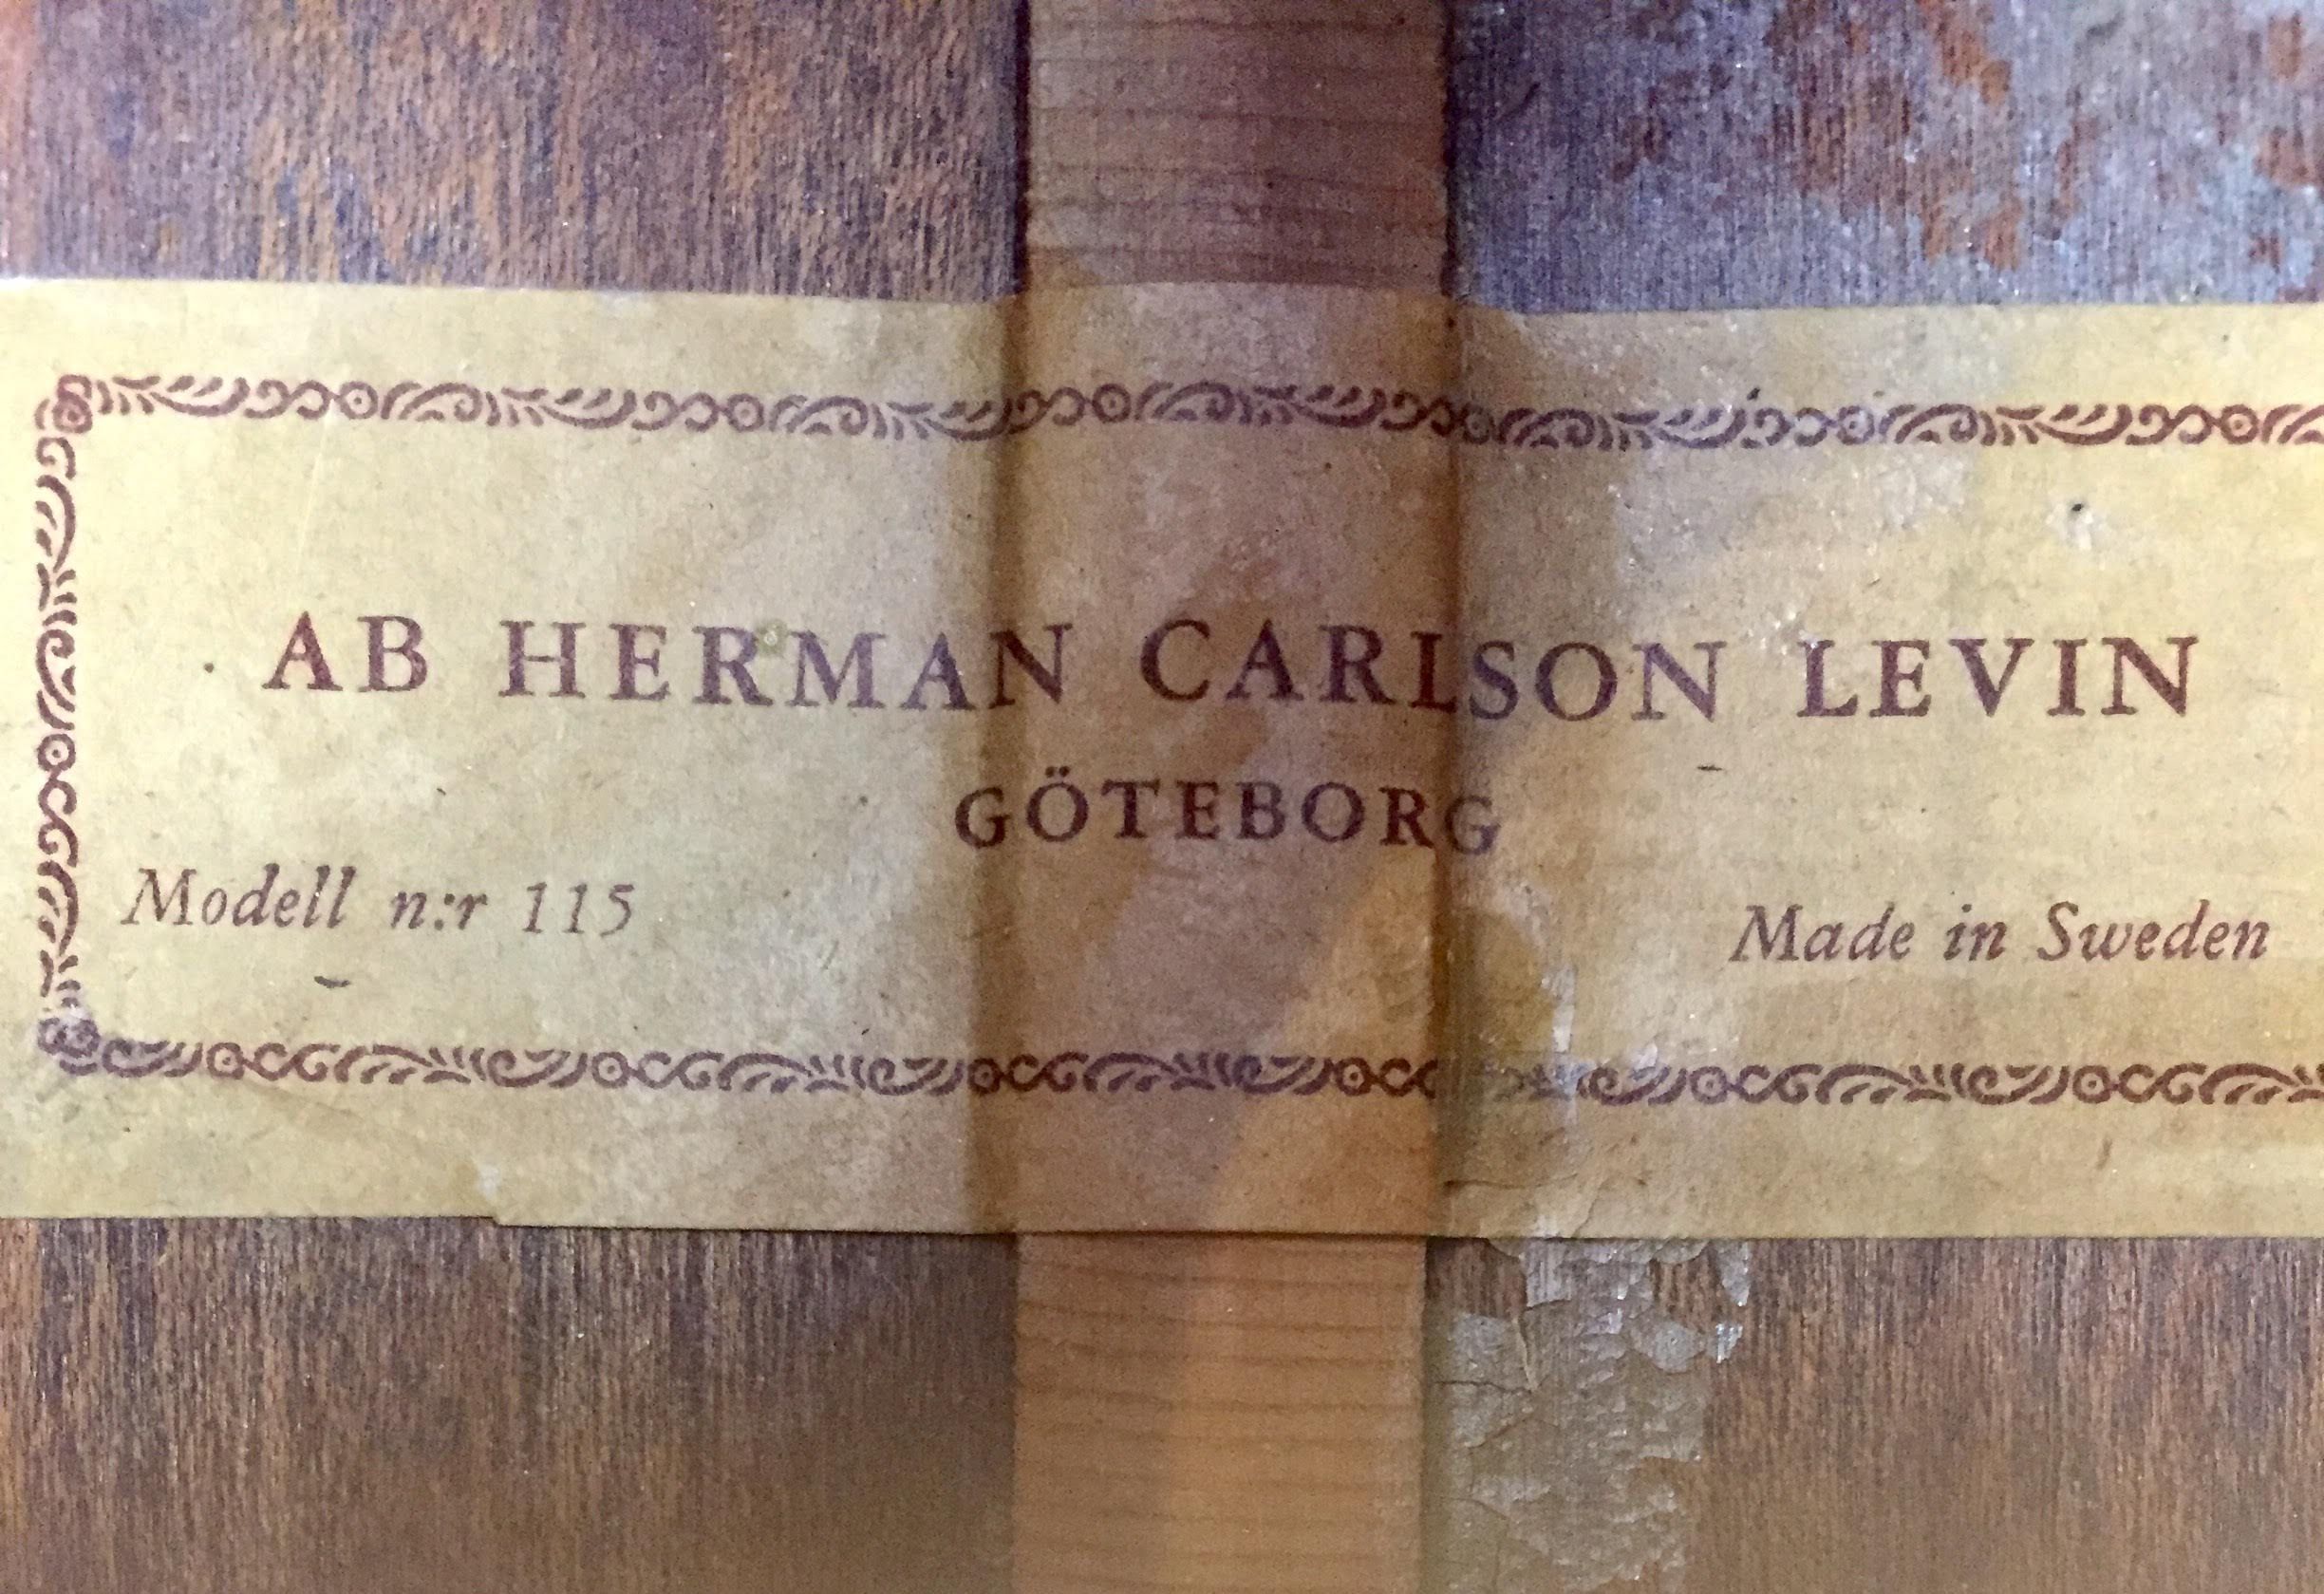 AB HERMAN CARLSON LEVIN
GÖTEBORG
Modell n:r 115
Made in Sweden